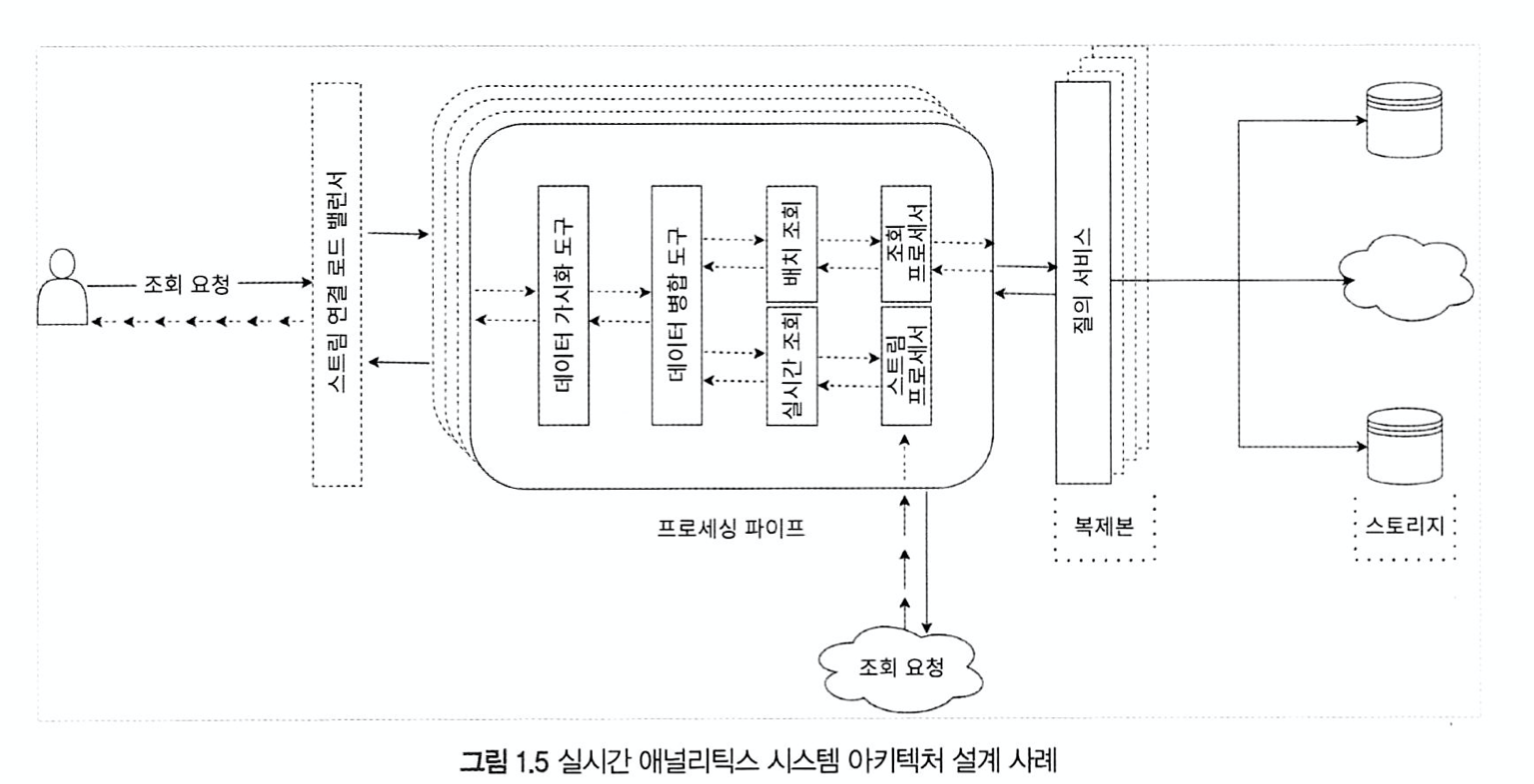 조회 요청
스트림 연결 로드 밸런서
데이터 가시화 도구
데이터 병합 도구
배치 조회
조회
프로세서
실시간 조회
스트림
프로세서
질의 서비스
프로세싱 파이프
복제본
스토리지
조회 요청
그림 1.5 실시간 애널리틱스 시스템 아키텍처 설계 사례